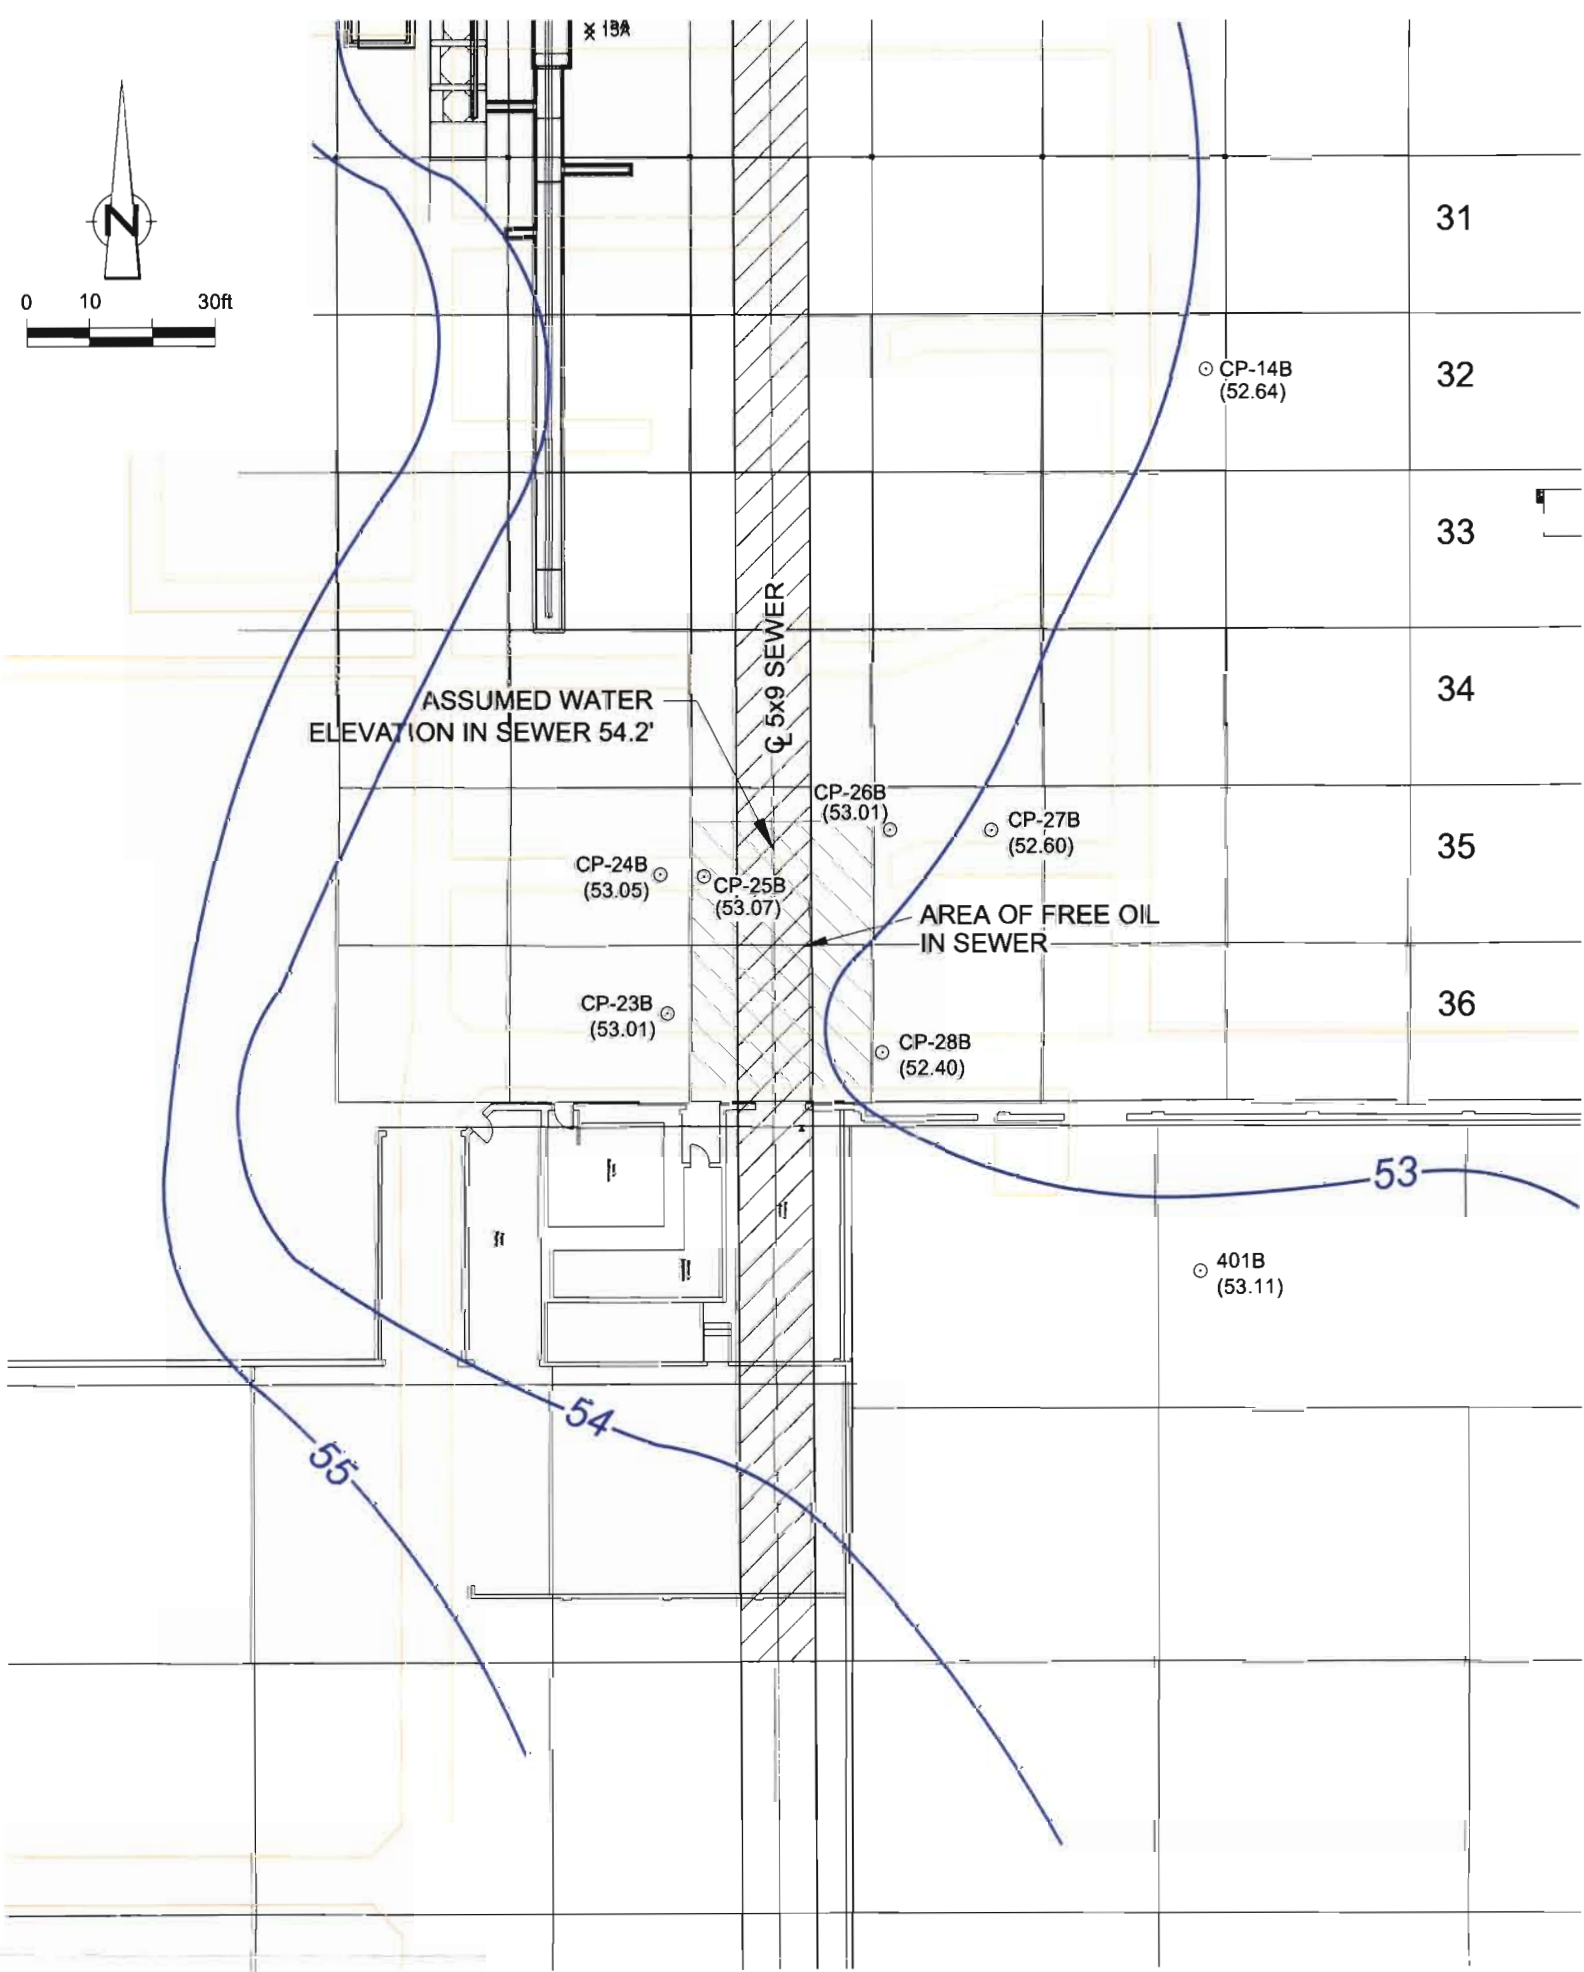 15A
N
0 10 30ft
31
CP-14B
(52.64)
32
33
℄ 5x9 SEWER
34
ASSUMED WATER
ELEVATION IN SEWER 54.2'
CP-26B
(53.01)
CP-27B
(52.60)
35
CP-24B
(53.05)
CP-25B
(53.07)
AREA OF FREE OIL
IN SEWER
CP-23B
(53.01)
36
CP-28B
(52.40)
53
401B
(53.11)
54
55